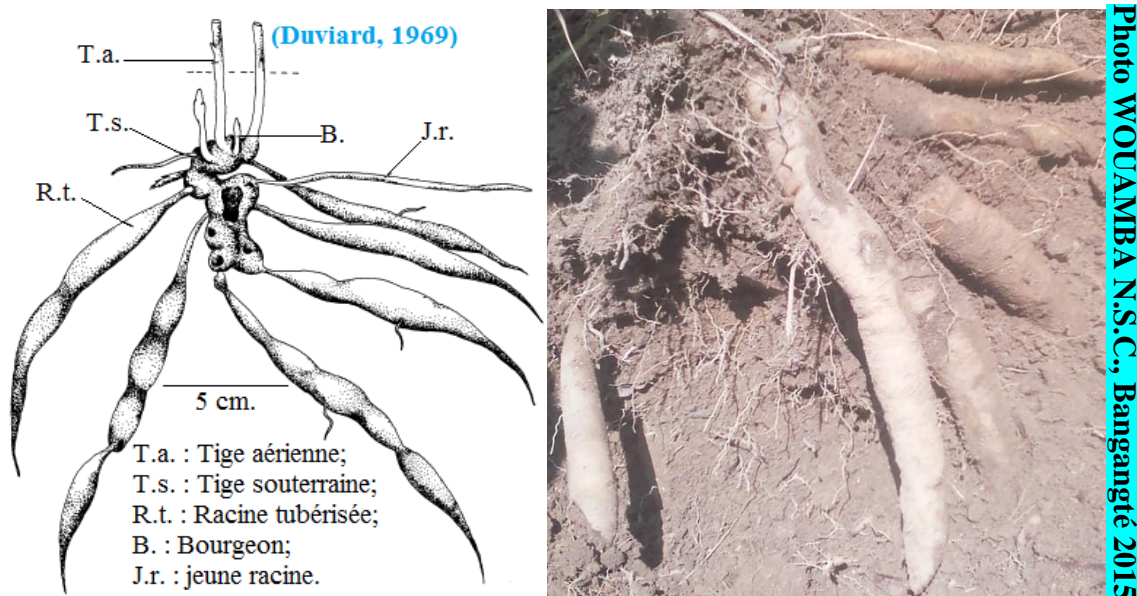 (Duviard, 1969)
T.a.
T.s.
B.
J.r.
R.t.
5 cm.
T.a. : Tige aérienne;
T.s. : Tige souterraine;
R.t. : Racine tubérisée;
B. : Bourgeon;
J.r. : jeune racine.
Photo WOUAMBA N.S.C., Bangangté 2015